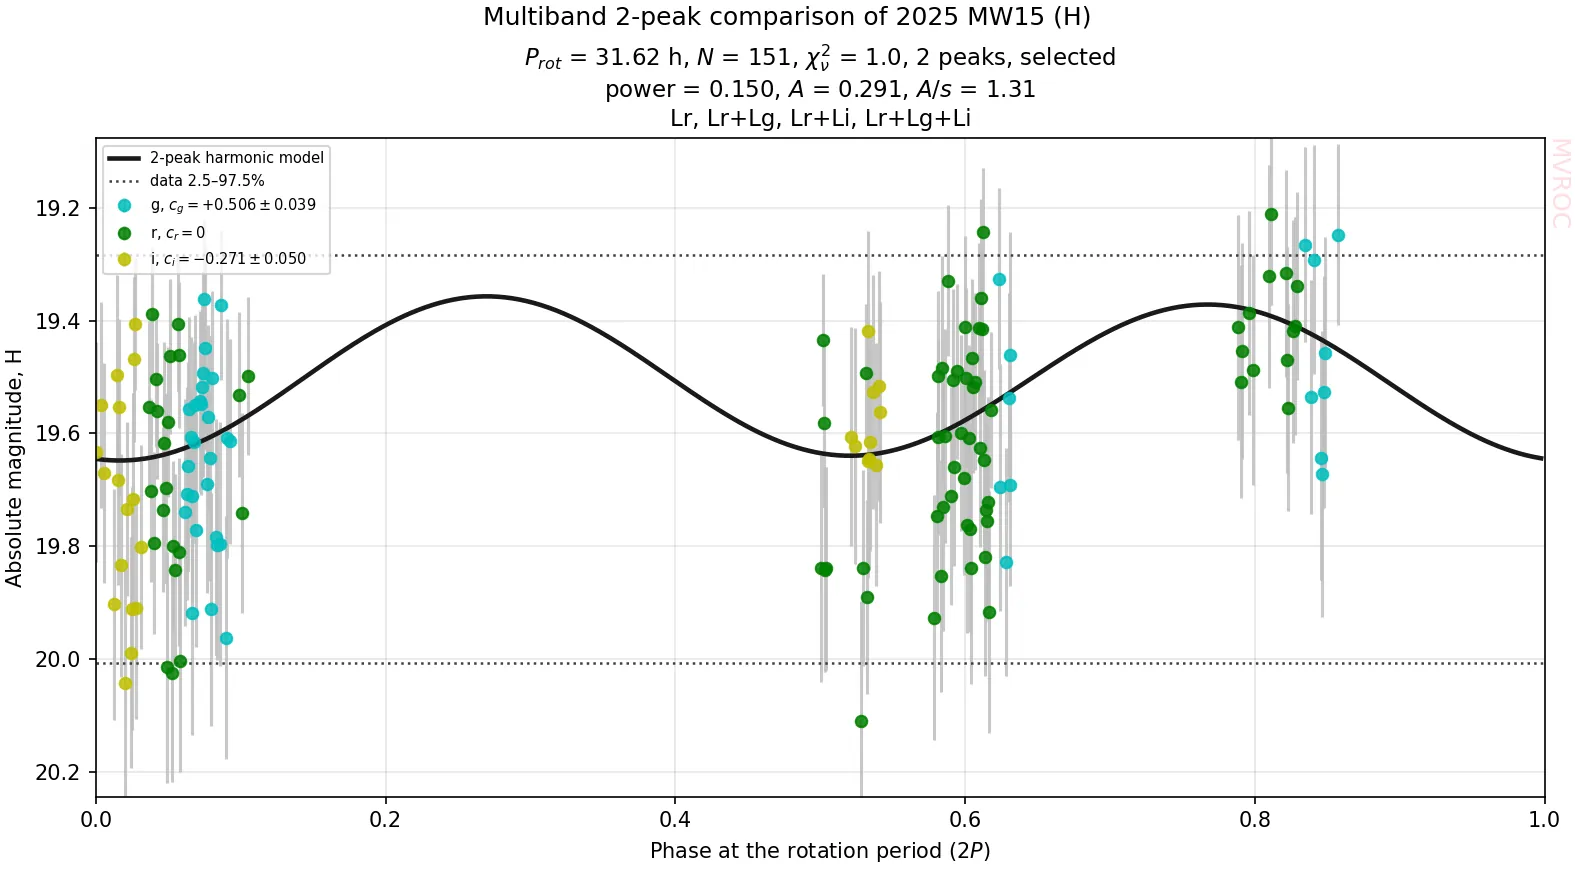 Multiband 2-peak comparison of 2025 MW15 (H)
P_rot = 31.62 h, N = 151, χ²_ν = 1.0, 2 peaks, selected
power = 0.150, A = 0.291, A/s = 1.31
Lr, Lr+Lg, Lr+Li, Lr+Lg+Li
2-peak harmonic model
data 2.5–97.5%
g, c_g = +0.506 ± 0.039
r, c_r = 0
i, c_i = −0.271 ± 0.050
MVROC
Absolute magnitude, H
19.2
19.4
19.6
19.8
20.0
20.2
0.0 0.2 0.4 0.6 0.8 1.0
Phase at the rotation period (2P)